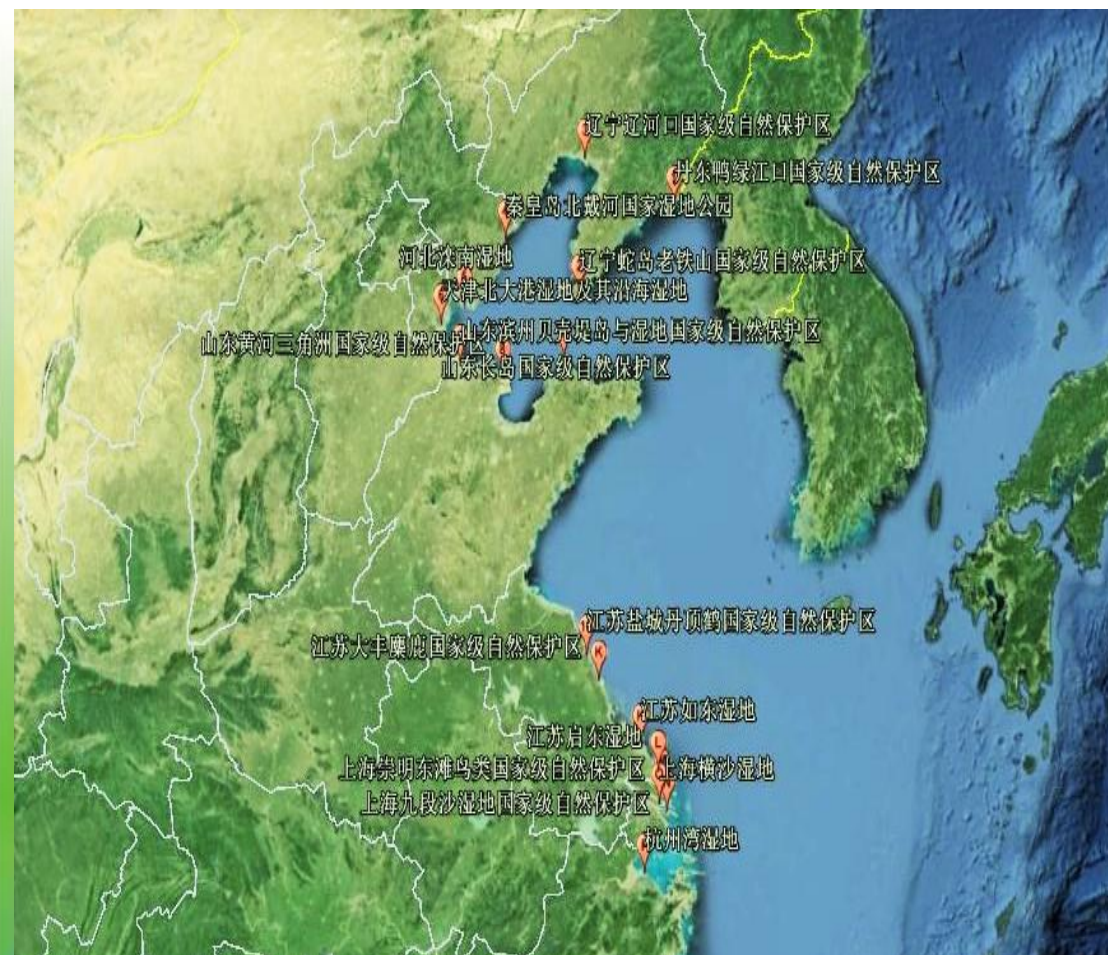 辽宁辽河口国家级自然保护区
丹东鸭绿江口国家级自然保护区
秦皇岛北戴河国家湿地公园
河北滦南湿地
辽宁蛇岛老铁山国家级自然保护区
天津北大港湿地及其沿海湿地
山东滨州贝壳堤岛与湿地国家级自然保护区
山东黄河三角洲国家级自然保护区
山东长岛国家级自然保护区
江苏盐城丹顶鹤国家级自然保护区
江苏大丰麋鹿国家级自然保护区
K
江苏如东湿地
江苏启东湿地
L
上海崇明东滩鸟类国家级自然保护区
上海横沙湿地
上海九段沙湿地国家级自然保护区
杭州湾湿地